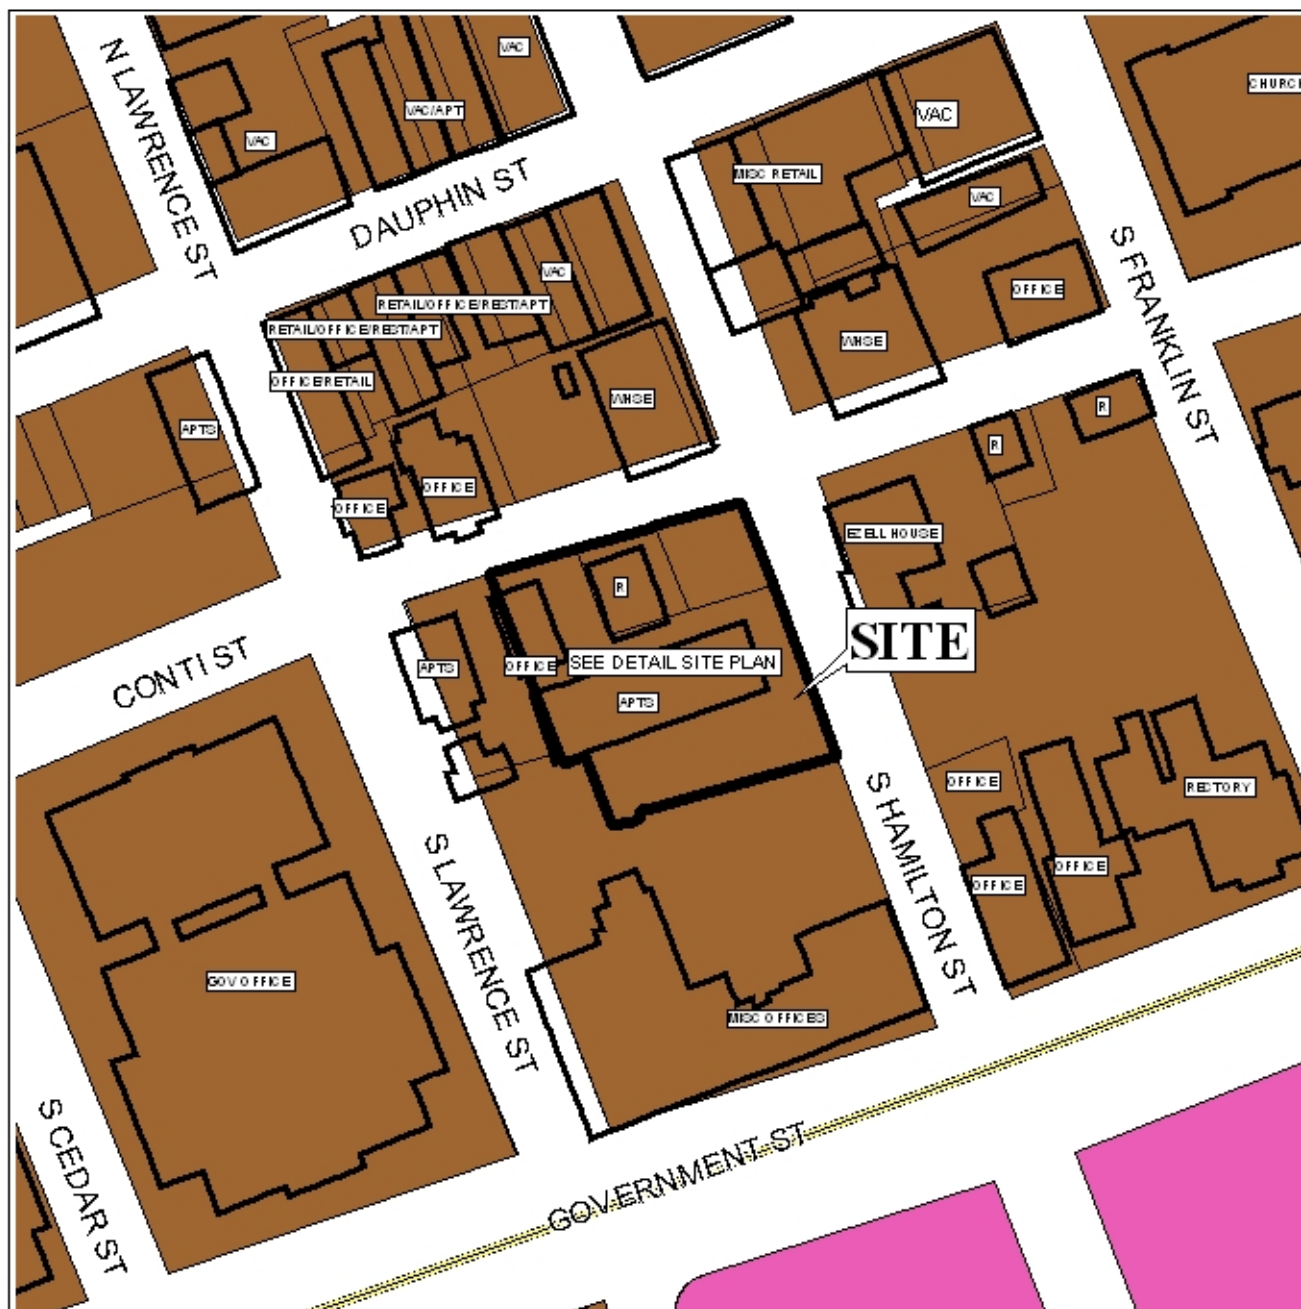 N LAWRENCE ST
VAC
VAC/APT
VAC
DAUPHIN ST
VAC
CHURCH
MISC RETAIL
VAC
S FRANKLIN ST
OFFICE
WHSE
VAC
RETAIL/OFFICE/REST/APT
RETAIL/OFFICE/REST/APT
OFFICE/RETAIL
WHSE
APTS
OFFICE
OFFICE
R
R
EZELL HOUSE
R
SITE
CONTI ST
APTS
OFFICE
SEE DETAIL SITE PLAN
APTS
S HAMILTON ST
OFFICE
RECTORY
OFFICE
OFFICE
S LAWRENCE ST
GOV OFFICE
MISC OFFICES
S CEDAR ST
GOVERNMENT ST